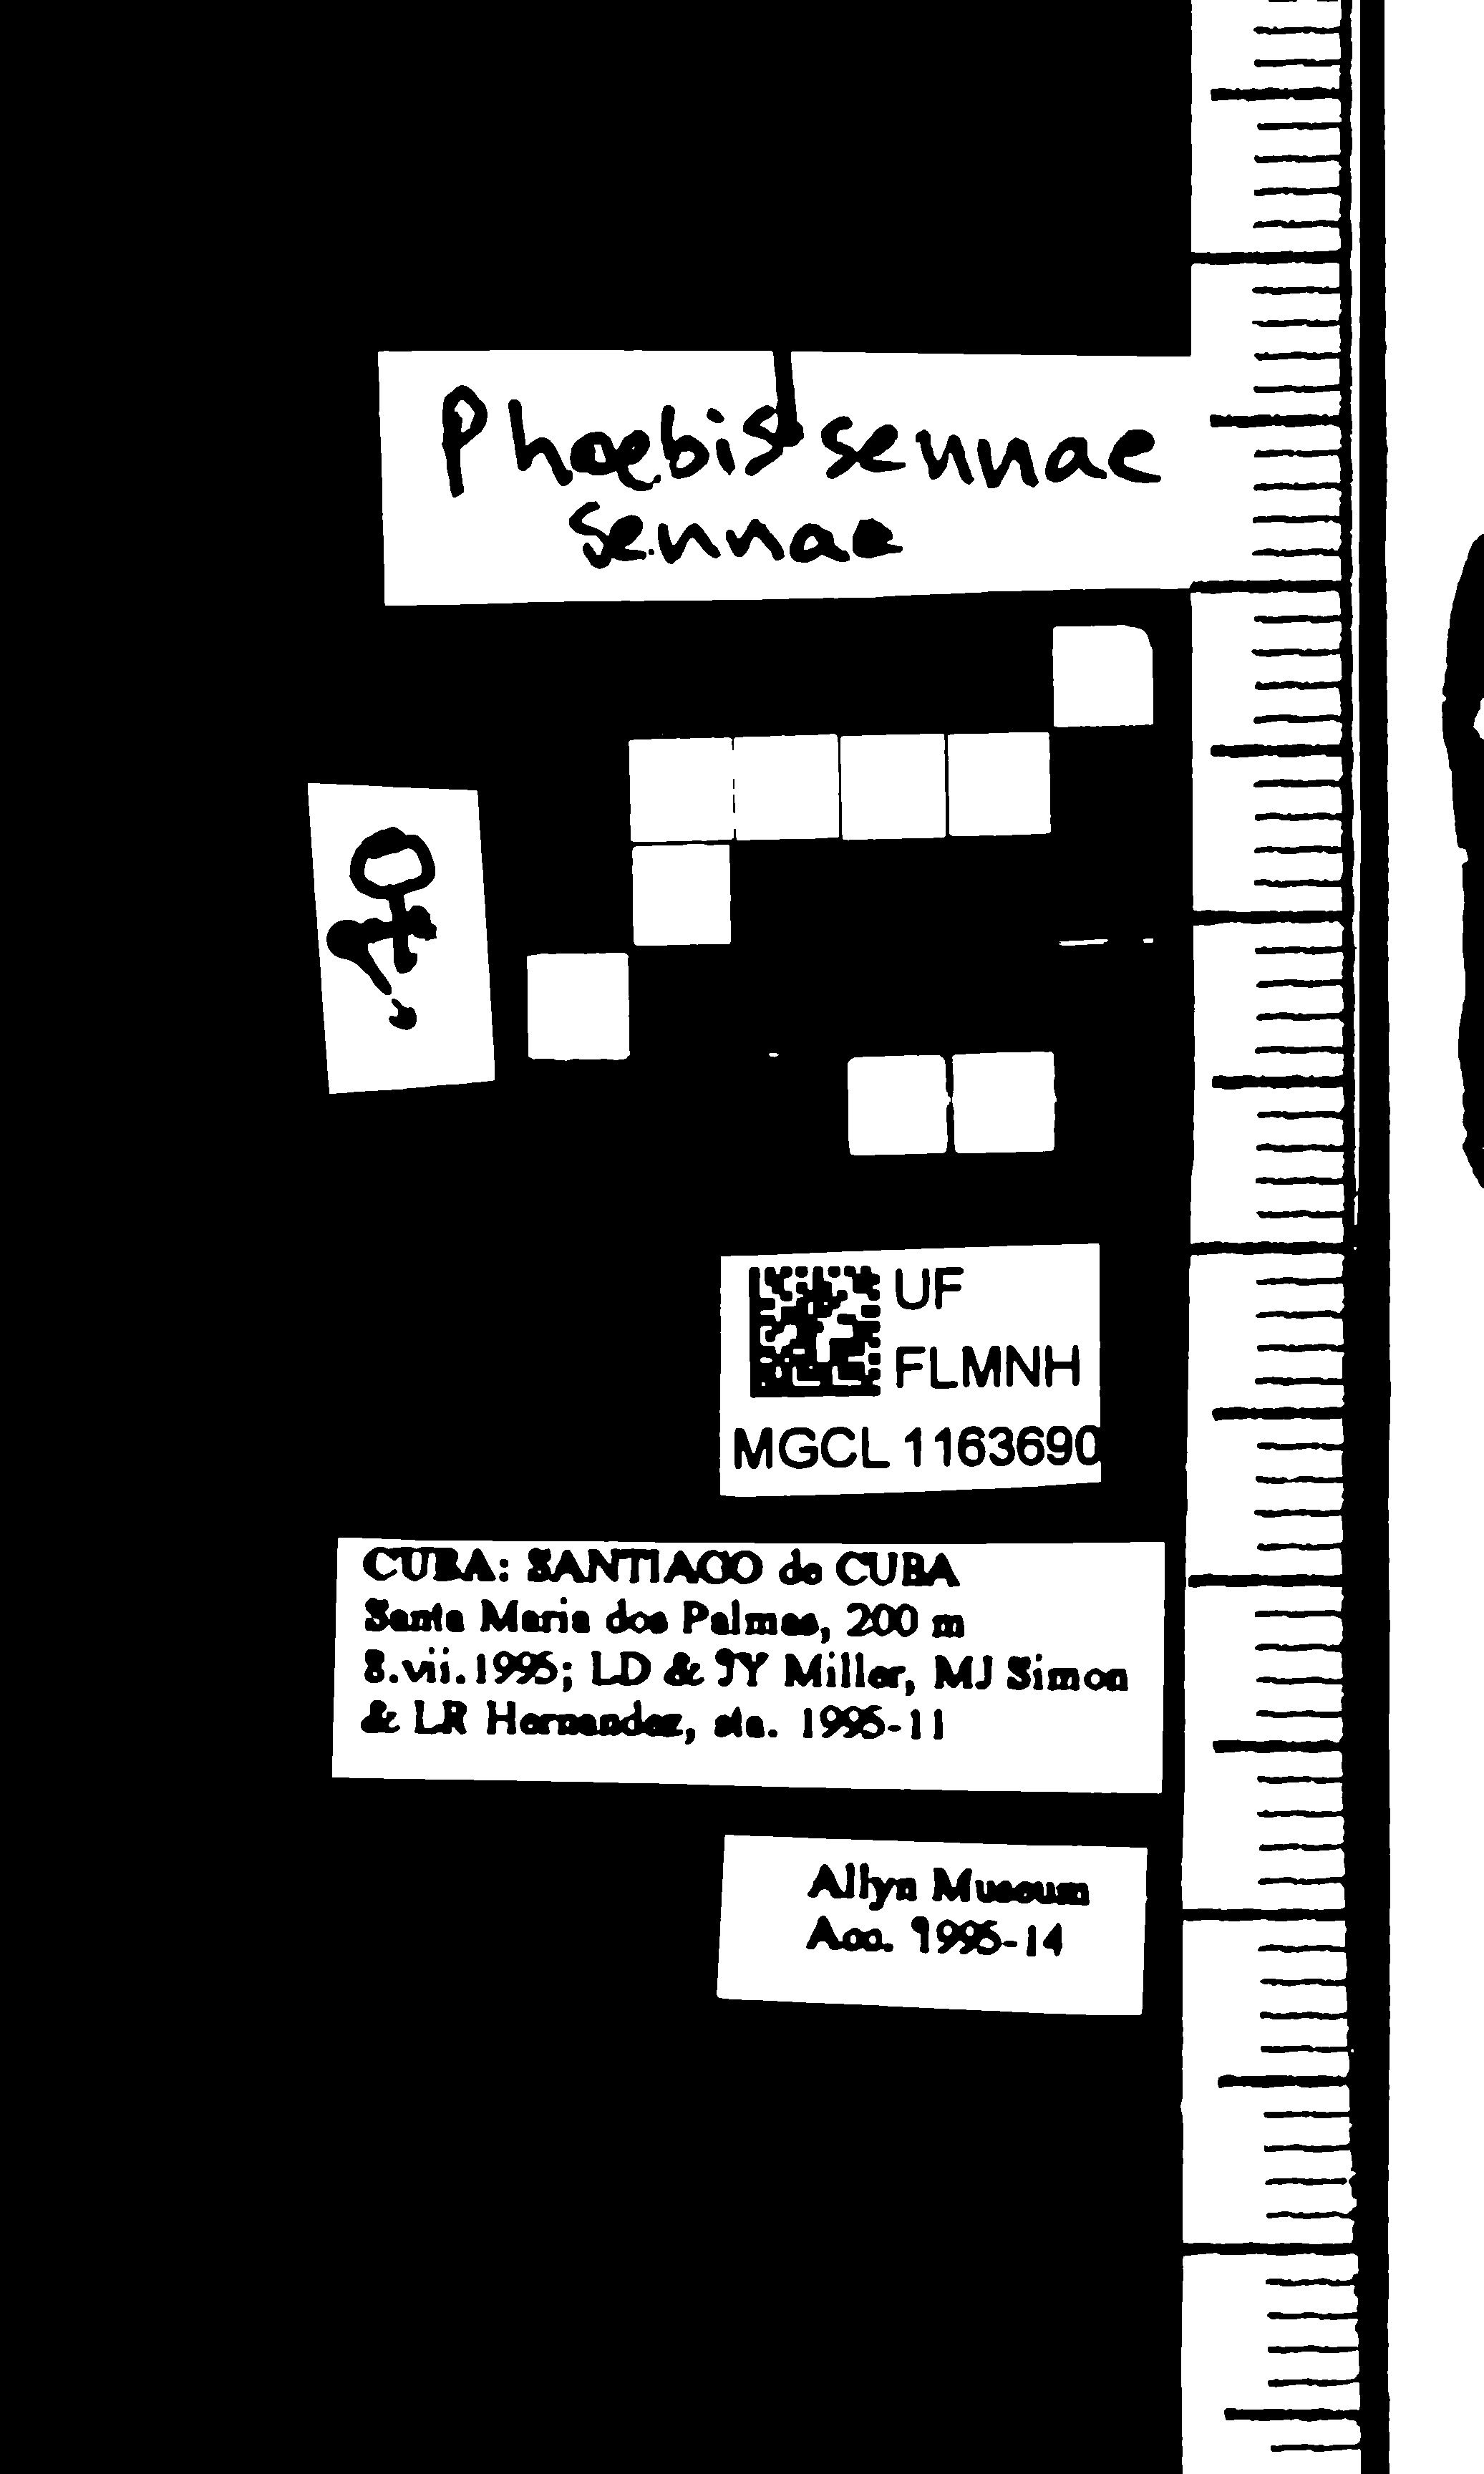 Phoebis sennae
sennae
♀?
UF
FLMNH
MGCL 1163690
CUBA: SANTIAGO de CUBA
Santa Maria dos Palmas, 200 m
8.vii.1995; LD & JY Miller, MJ Simon
& LR Hernandez, sta. 1995-11
Allyn Museum
Acc. 1995-14